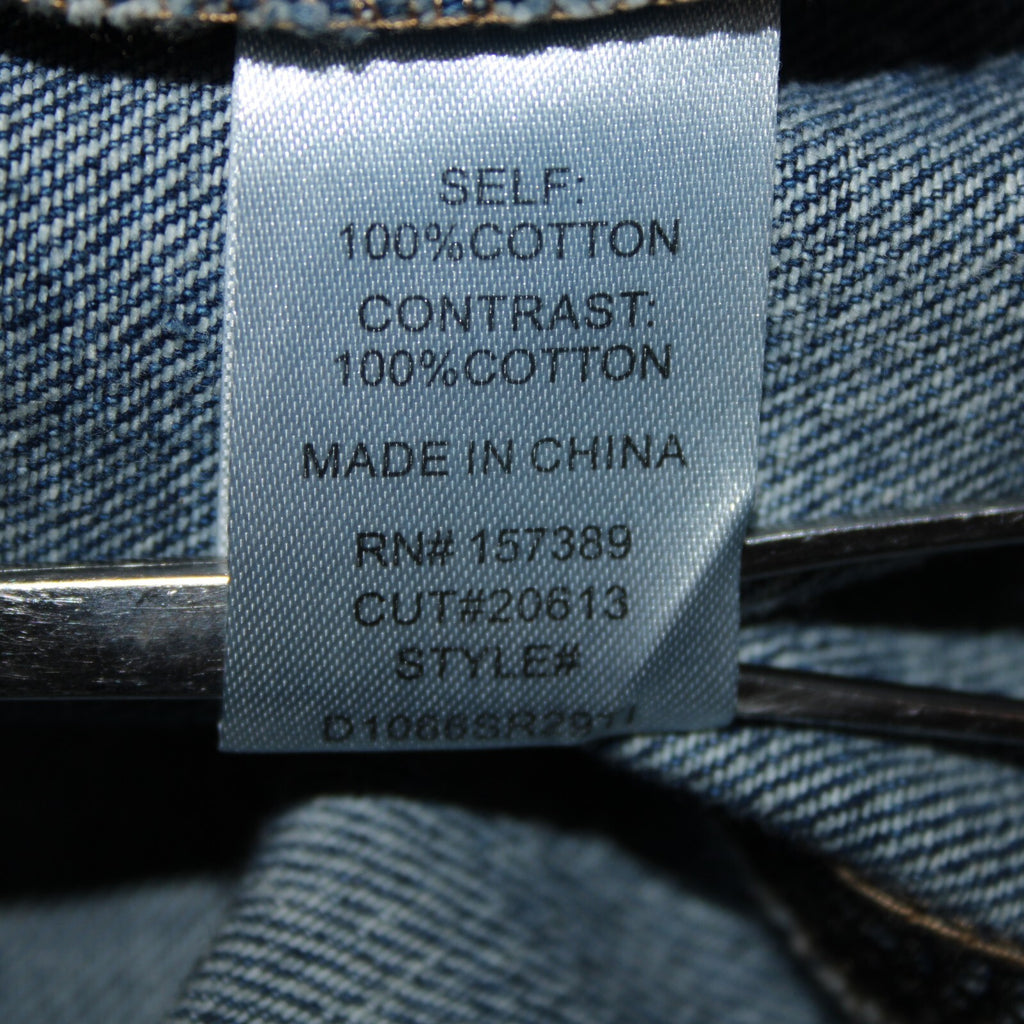 SELF:
100%COTTON
CONTRAST:
100%COTTON
MADE IN CHINA
RN# 157389
CUT#20613
STYLE#